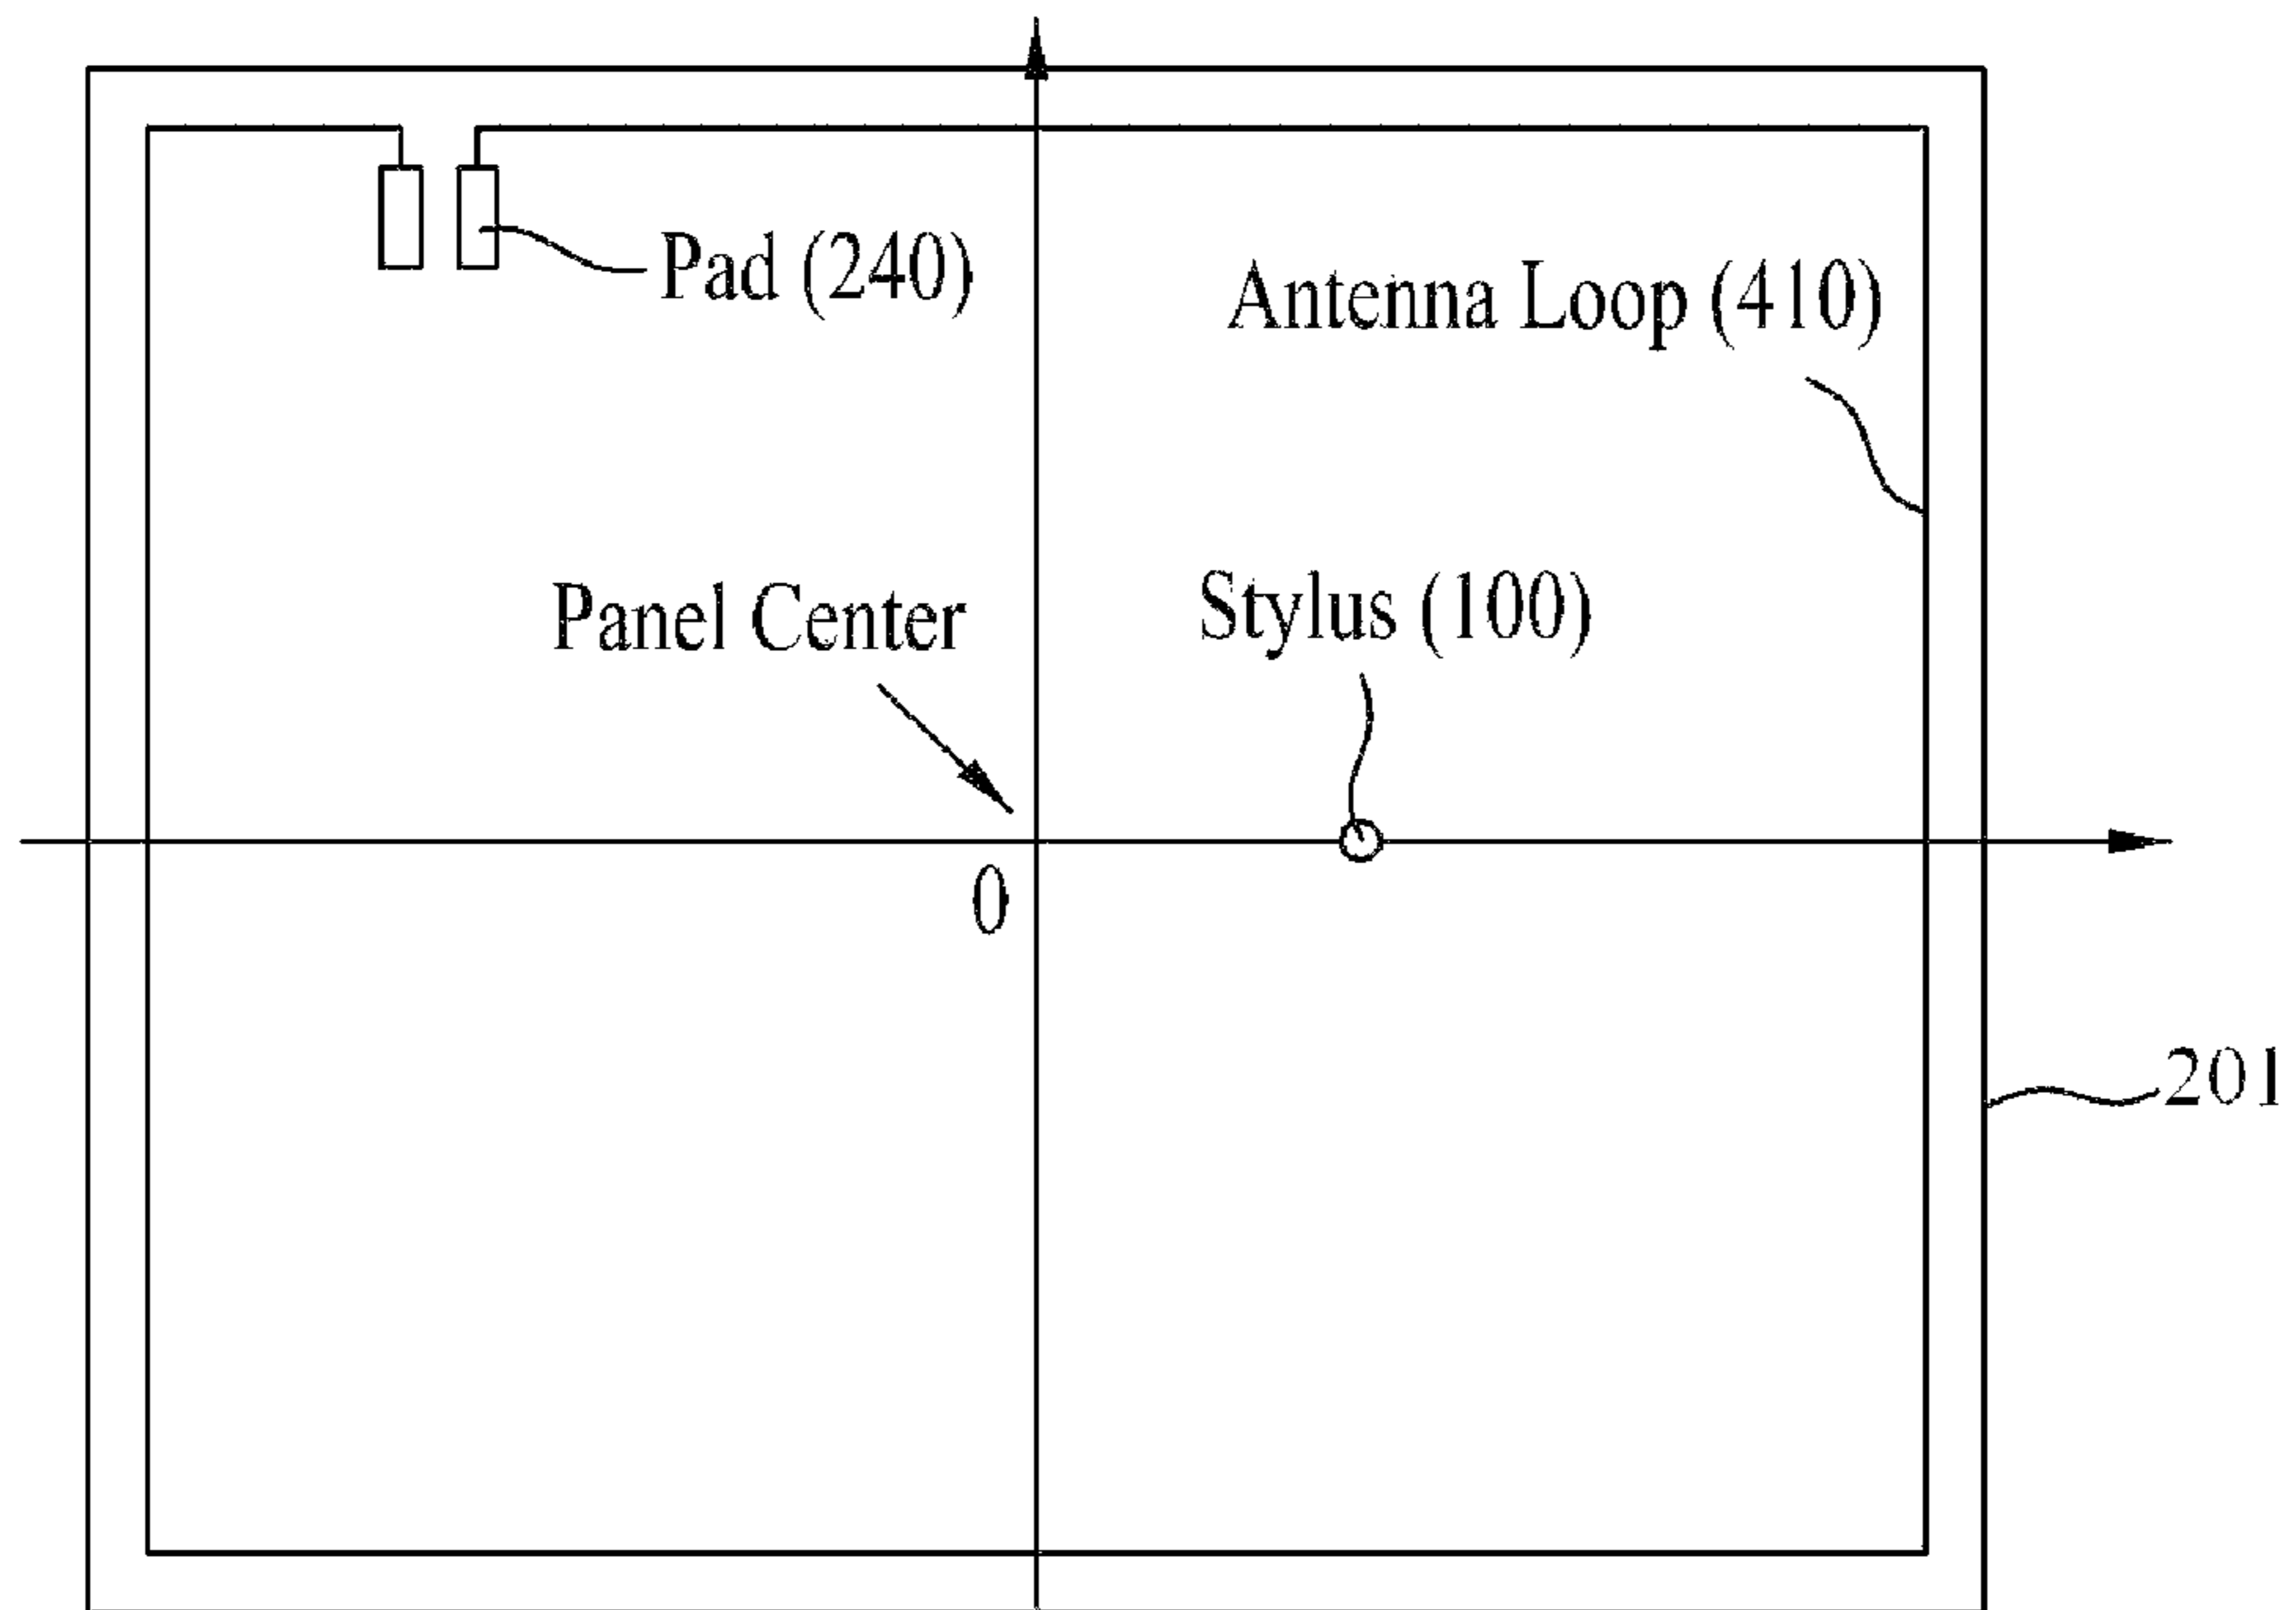 Pad (240)
Antenna Loop (410)
Panel Center
Stylus (100)
0
201